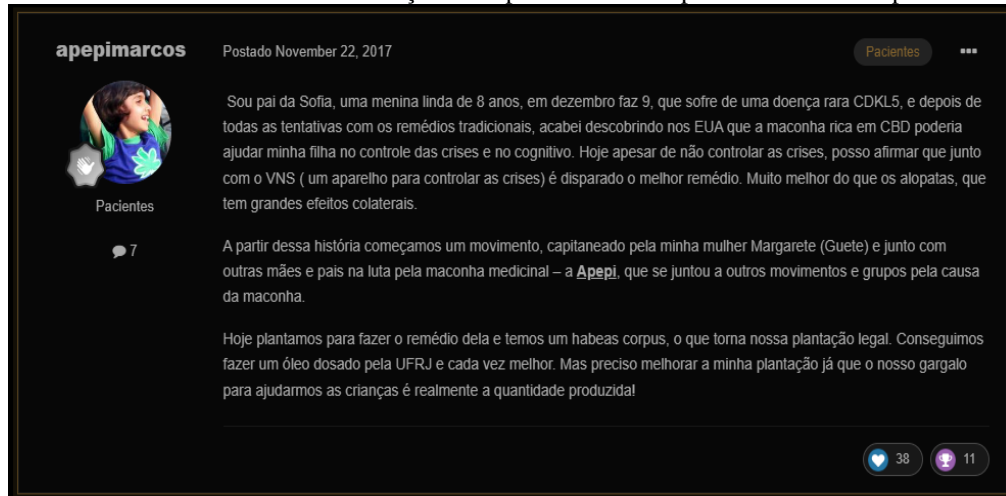 apepimarcos
Postado November 22, 2017
Pacientes
Sou pai da Sofia, uma menina linda de 8 anos, em dezembro faz 9, que sofre de uma doença rara CDKL5, e depois de
todas as tentativas com os remédios tradicionais, acabei descobrindo nos EUA que a maconha rica em CBD poderia
ajudar minha filha no controle das crises e no cognitivo. Hoje apesar de não controlar as crises, posso afirmar que junto
com o VNS ( um aparelho para controlar as crises) é disparado o melhor remédio. Muito melhor do que os alopatas, que
tem grandes efeitos colaterais.
Pacientes
7
A partir dessa história começamos um movimento, capitaneado pela minha mulher Margarete (Guete) e junto com
outras mães e pais na luta pela maconha medicinal – a Apepi, que se juntou a outros movimentos e grupos pela causa
da maconha.
Hoje plantamos para fazer o remédio dela e temos um habeas corpus, o que torna nossa plantação legal. Conseguimos
fazer um óleo dosado pela UFRJ e cada vez melhor. Mas preciso melhorar a minha plantação já que o nosso gargalo
para ajudarmos as crianças é realmente a quantidade produzida!
38
11